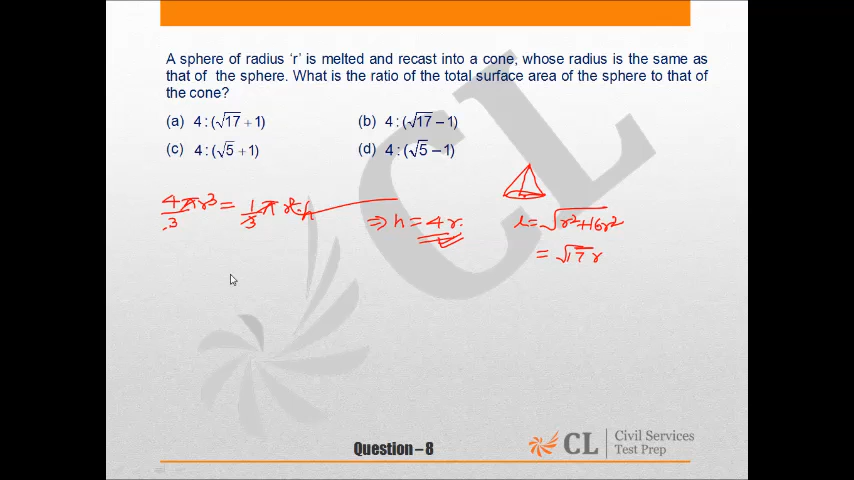 A sphere of radius ‘r’ is melted and recast into a cone, whose radius is the same as
that of the sphere. What is the ratio of the total surface area of the sphere to that of
the cone?
(a) 4 : (√17 + 1) (b) 4 : (√17 – 1)
(c) 4 : (√5 + 1) (d) 4 : (√5 – 1)
4/3 πr³ = 1/3 π r²·h ⇒ h = 4r.
l = √r²+16r²
= √17 r
CL
Question – 8
CL Civil Services
Test Prep